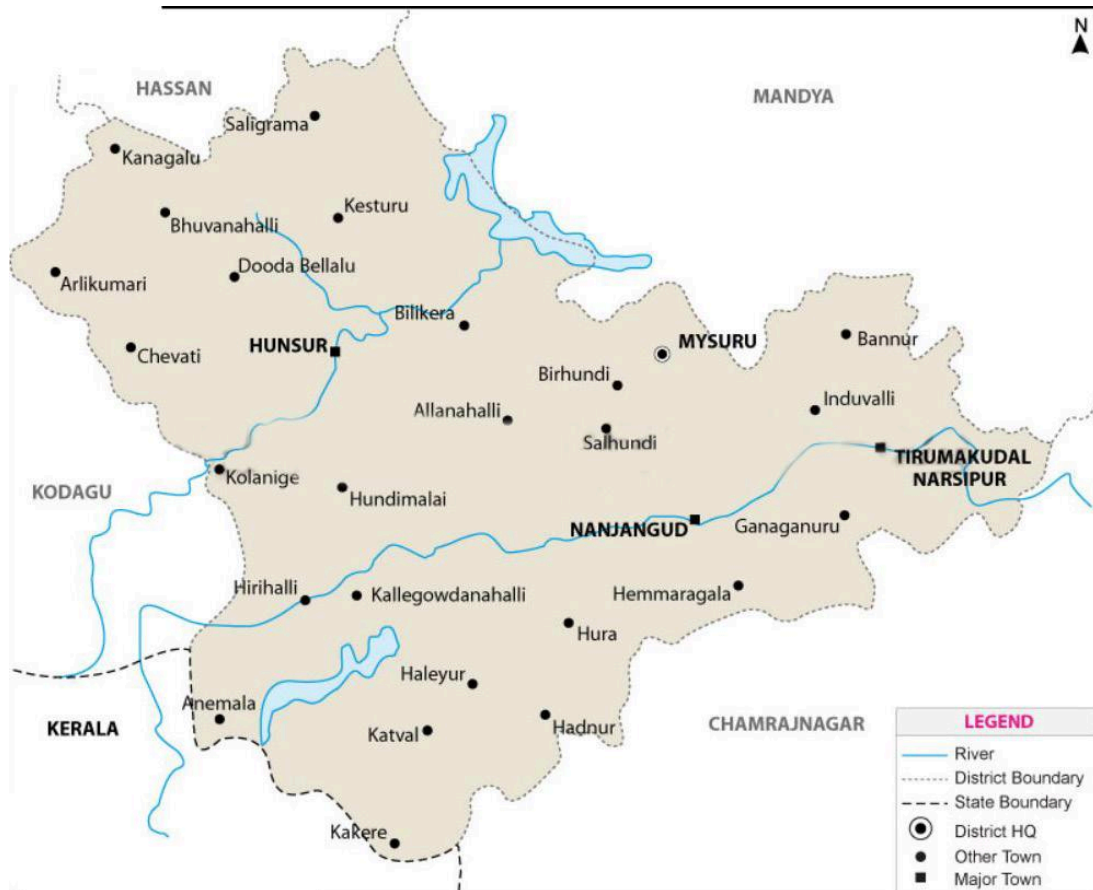 N
HASSAN
MANDYA
Saligrama
Kanagalu
Bhuvanahalli
Kesturu
Dooda Bellalu
Arlikumari
Bilikera
HUNSUR
Chevati
MYSURU
Bannur
Birhundi
Induvalli
Allanahalli
Salhundi
TIRUMAKUDAL
NARSIPUR
Kolanige
KODAGU
Hundimalai
NANJANGUD
Ganaganuru
Hirihalli
Kallegowdanahalli
Hemmaragala
Hura
Haleyur
Anemala
KERALA
Katval
Hadnur
CHAMRAJNAGAR
Kakere
LEGEND
River
District Boundary
State Boundary
District HQ
Other Town
Major Town